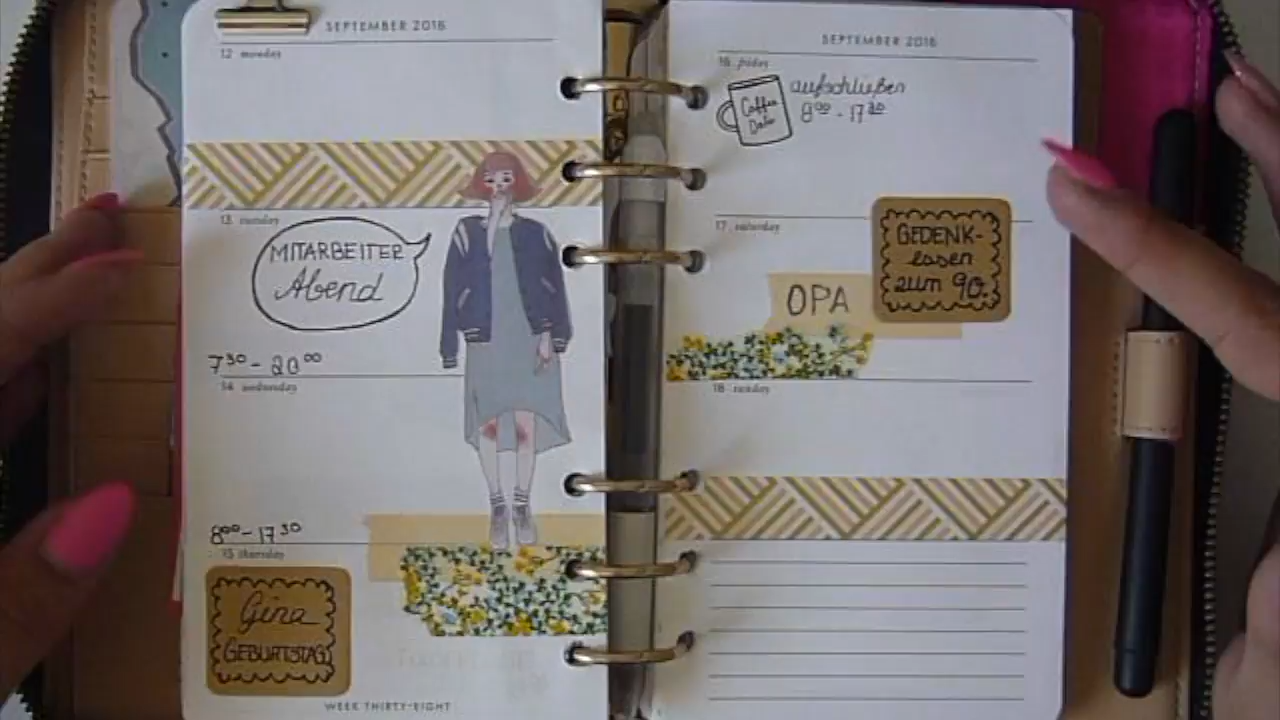 SEPTEMBER 2016
12 monday
13 tuesday
MITARBEITER
Abend
7³⁰ - 20⁰⁰
14 wednesday
8⁰⁰ - 17³⁰
15 thursday
Gina
GEBURTSTAG
WEEK THIRTY-EIGHT
SEPTEMBER 2016
16 friday
Coffee
Date
aufschließen
8⁰⁰ - 17³⁰
17 saturday
GEDENK-
essen
zum 90.
OPA
18 sunday